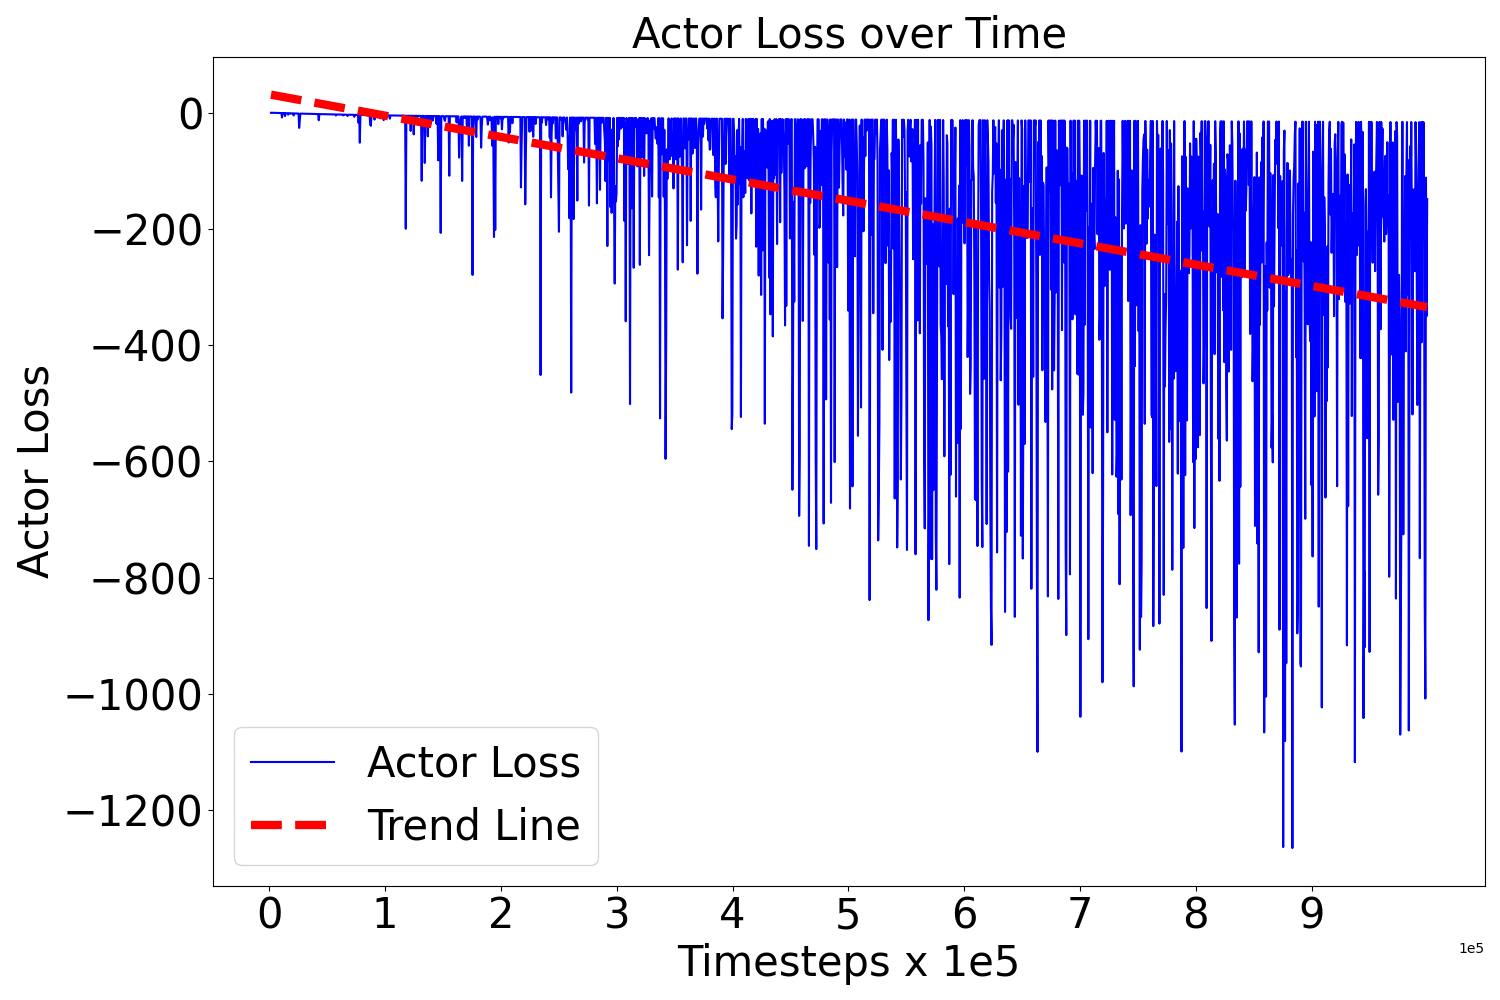 Actor Loss over Time
Actor Loss
0
−200
−400
−600
−800
−1000
−1200
Actor Loss
Trend Line
0 1 2 3 4 5 6 7 8 9
1e5
Timesteps x 1e5